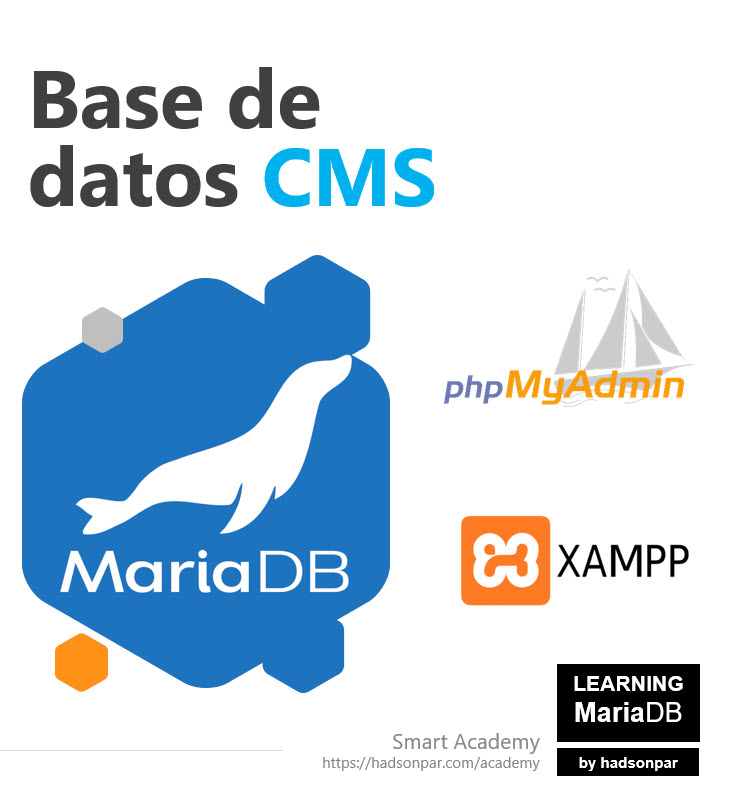 Base de
datos CMS
phpMyAdmin
MariaDB
XAMPP
LEARNING
MariaDB
Smart Academy
https://hadsonpar.com/academy
by hadsonpar